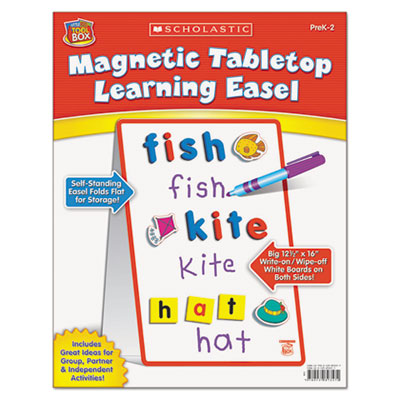 LITTLE RED TOOL BOX
SCHOLASTIC
PreK-2
Magnetic Tabletop
Learning Easel
fish
fish
Self-Standing
Easel Folds Flat
for Storage!
kite
Kite
Big 12½" x 16"
Write-on/Wipe-off
White Boards on
Both Sides!
hat
hat
Includes
Great Ideas for
Group, Partner
& Independent
Activities!